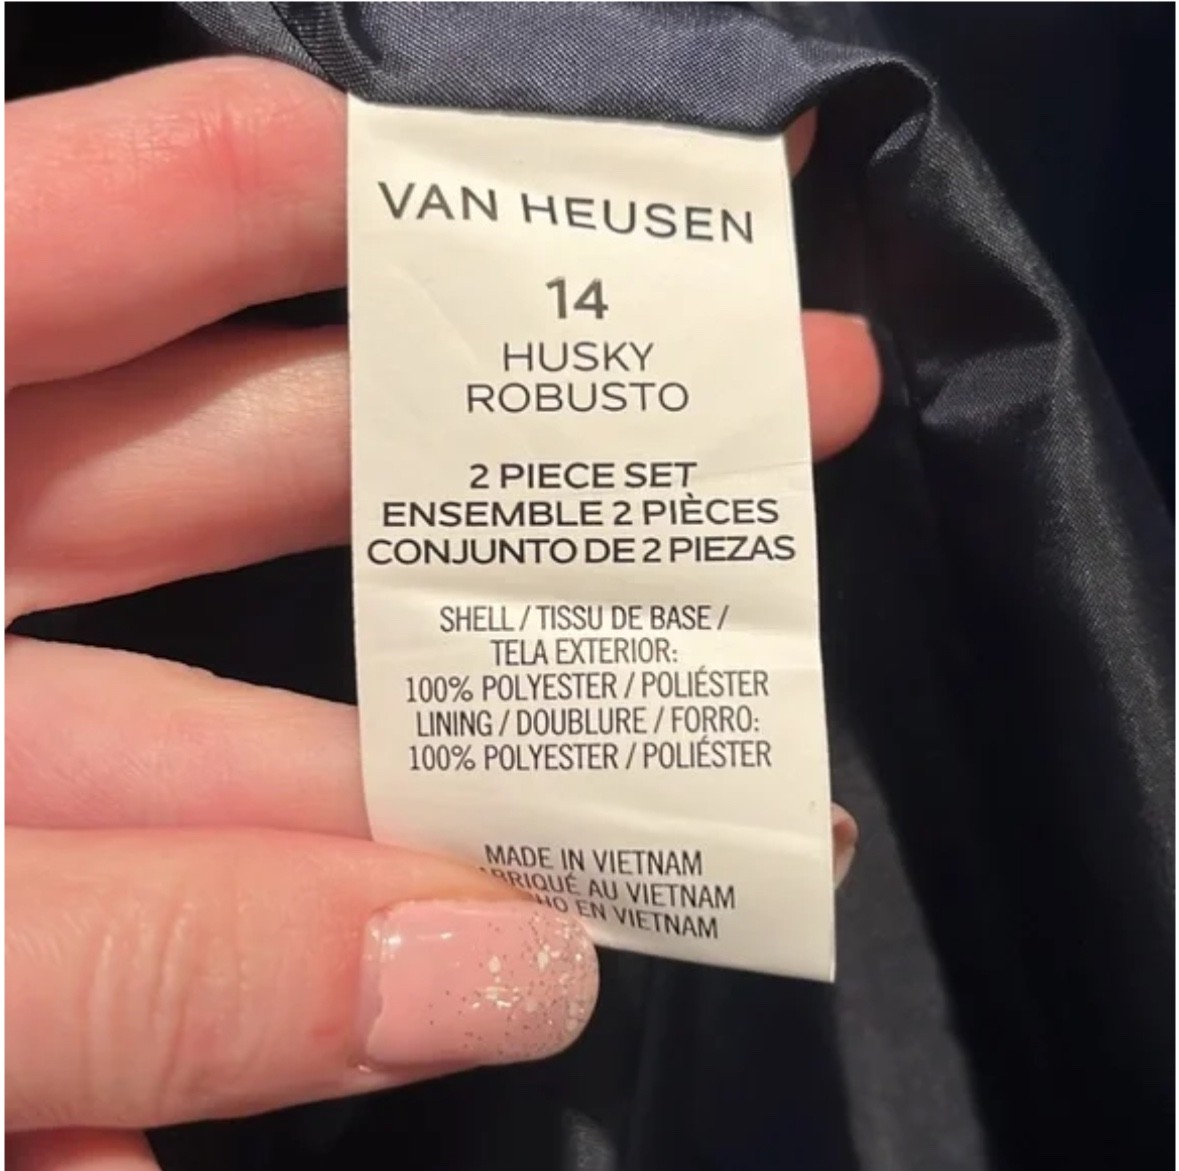 VAN HEUSEN
14
HUSKY
ROBUSTO
2 PIECE SET
ENSEMBLE 2 PIÈCES
CONJUNTO DE 2 PIEZAS
SHELL / TISSU DE BASE /
TELA EXTERIOR:
100% POLYESTER / POLIÉSTER
LINING / DOUBLURE / FORRO:
100% POLYESTER / POLIÉSTER
MADE IN VIETNAM
AU VIETNAM
EN VIETNAM